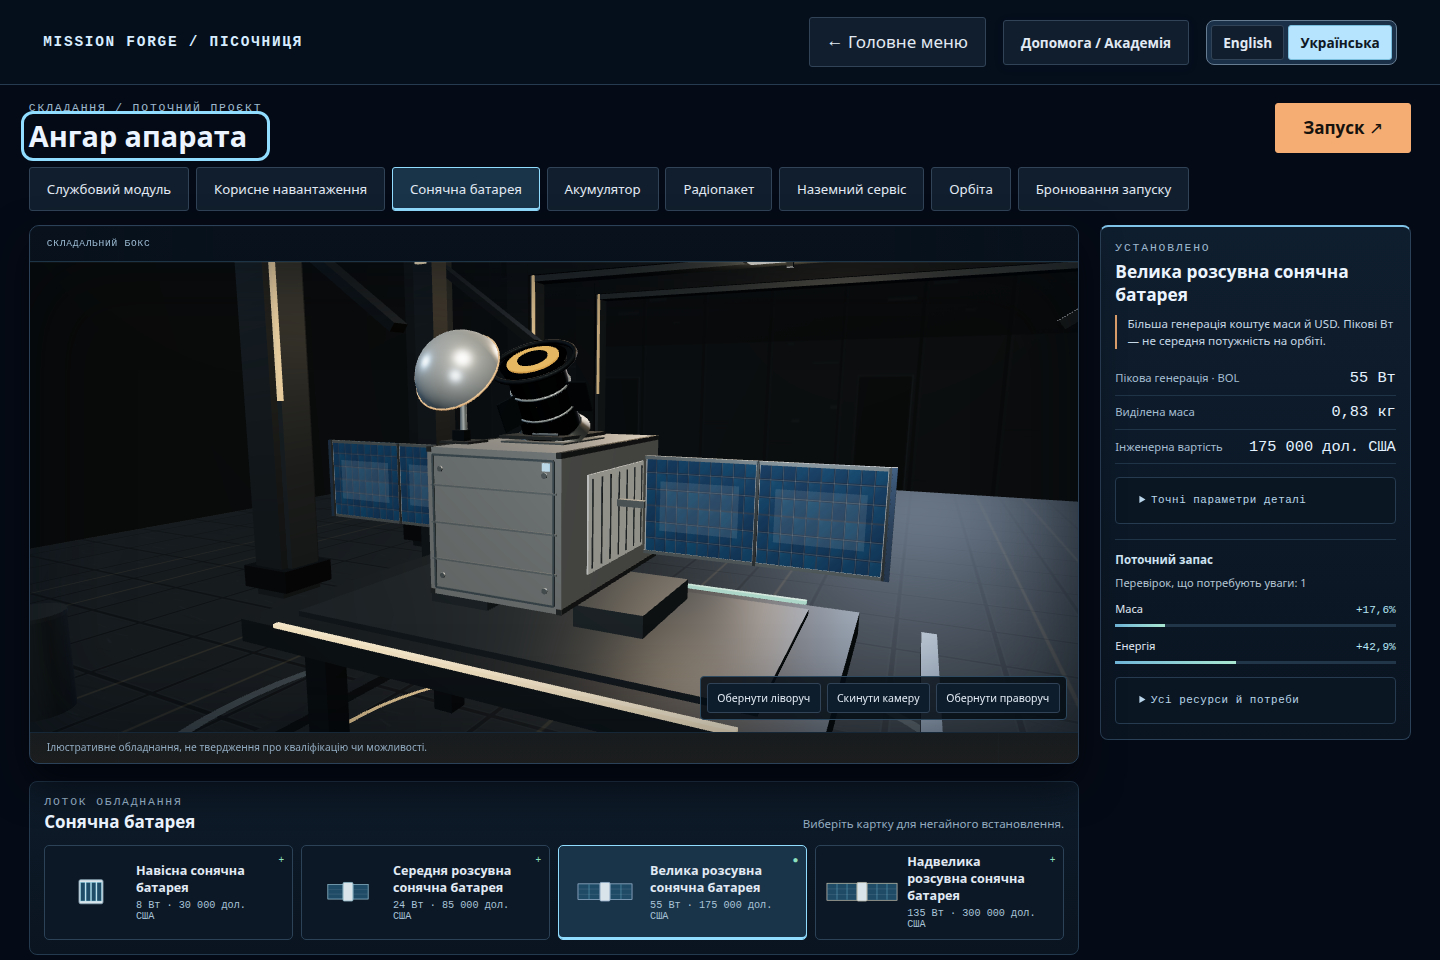 MISSION FORGE / ПІСОЧНИЦЯ
← Головне меню
Допомога / Академія
English
Українська
СКЛАДАННЯ / ПОТОЧНИЙ ПРОЄКТ
Ангар апарата
Запуск ↗
Службовий модуль
Корисне навантаження
Сонячна батарея
Акумулятор
Радіопакет
Наземний сервіс
Орбіта
Бронювання запуску
СКЛАДАЛЬНИЙ БОКС
Обернути ліворуч
Скинути камеру
Обернути праворуч
Ілюстративне обладнання, не твердження про кваліфікацію чи можливості.
УСТАНОВЛЕНО
Велика розсувна сонячна
батарея
Більша генерація коштує маси й USD. Пікові Вт
— не середня потужність на орбіті.
Пікова генерація · BOL
55 Вт
Виділена маса
0,83 кг
Інженерна вартість
175 000 дол. США
▶ Точні параметри деталі
Поточний запас
Перевірок, що потребують уваги: 1
Маса
+17,6%
Енергія
+42,9%
▶ Усі ресурси й потреби
ЛОТОК ОБЛАДНАННЯ
Сонячна батарея
Виберіть картку для негайного встановлення.
Навісна сонячна
батарея
8 Вт · 30 000 дол.
США
+
Середня розсувна
сонячна батарея
24 Вт · 85 000 дол.
США
+
Велика розсувна
сонячна батарея
55 Вт · 175 000 дол.
США
Надвелика
розсувна сонячна
батарея
135 Вт · 300 000 дол.
США
+